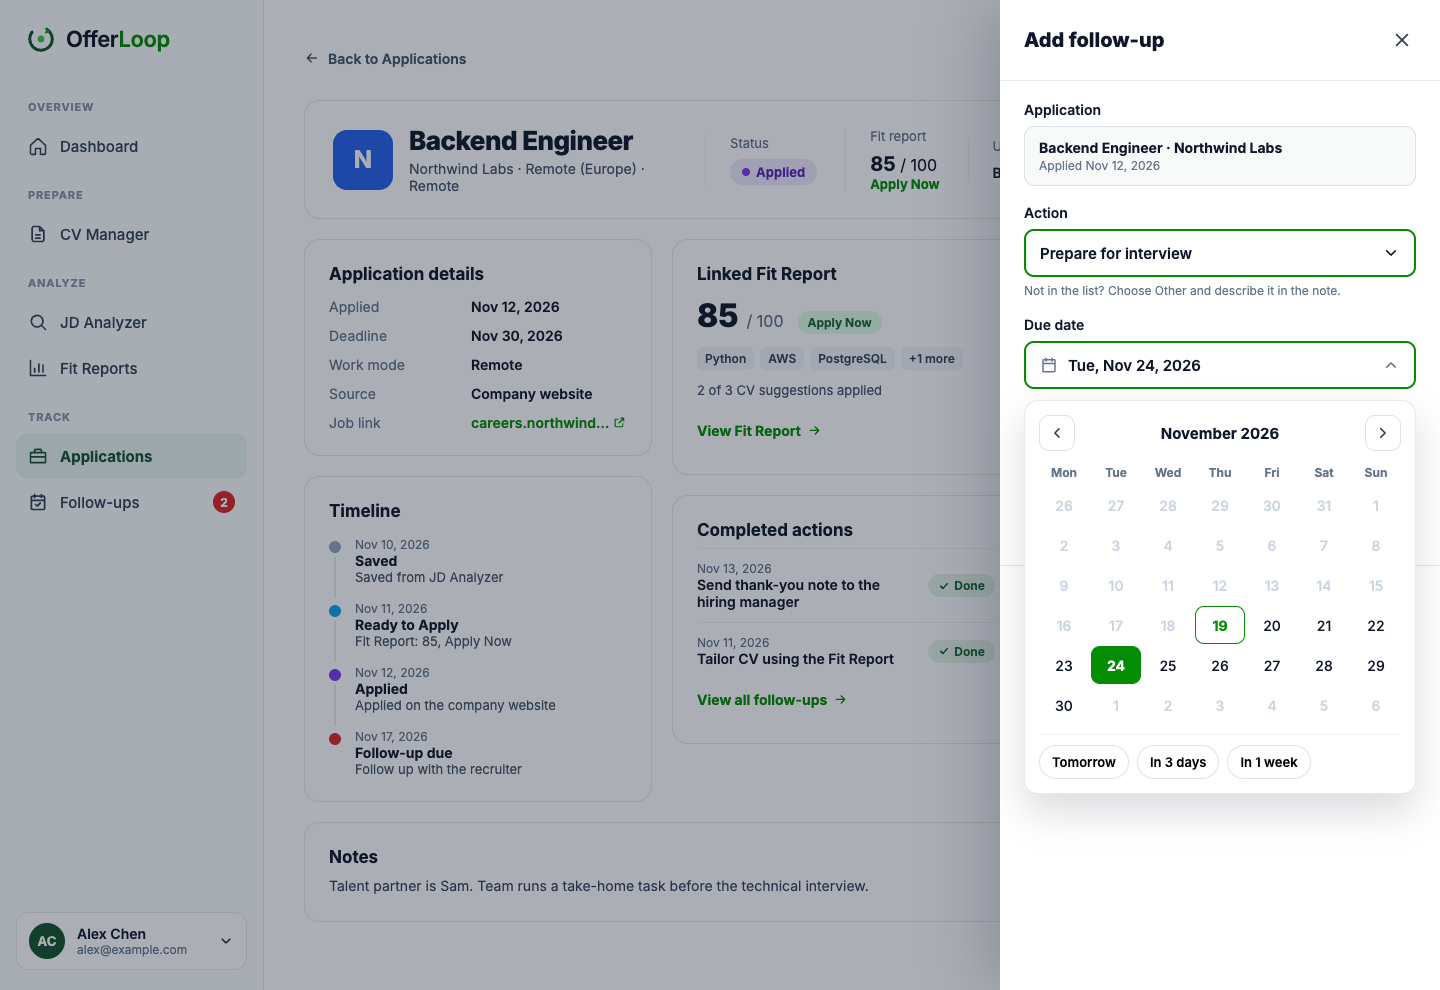 OfferLoop
OVERVIEW
Dashboard
PREPARE
CV Manager
ANALYZE
JD Analyzer
Fit Reports
TRACK
Applications
Follow-ups
2
AC
Alex Chen
alex@example.com
Back to Applications
N
Backend Engineer
Northwind Labs · Remote (Europe) ·
Remote
Status
Applied
Fit report
85 / 100
Apply Now
Application details
Applied Nov 12, 2026
Deadline Nov 30, 2026
Work mode Remote
Source Company website
Job link careers.northwind...
Linked Fit Report
85 / 100 Apply Now
Python AWS PostgreSQL +1 more
2 of 3 CV suggestions applied
View Fit Report
Timeline
Nov 10, 2026
Saved
Saved from JD Analyzer
Nov 11, 2026
Ready to Apply
Fit Report: 85, Apply Now
Nov 12, 2026
Applied
Applied on the company website
Nov 17, 2026
Follow-up due
Follow up with the recruiter
Completed actions
Nov 13, 2026
Send thank-you note to the
hiring manager
Done
Nov 11, 2026
Tailor CV using the Fit Report
Done
View all follow-ups
Notes
Talent partner is Sam. Team runs a take-home task before the technical interview.
Add follow-up
Application
Backend Engineer · Northwind Labs
Applied Nov 12, 2026
Action
Prepare for interview
Not in the list? Choose Other and describe it in the note.
Due date
Tue, Nov 24, 2026
November 2026
Mon Tue Wed Thu Fri Sat Sun
26 27 28 29 30 31 1
2 3 4 5 6 7 8
9 10 11 12 13 14 15
16 17 18 19 20 21 22
23 24 25 26 27 28 29
30 1 2 3 4 5 6
Tomorrow In 3 days In 1 week